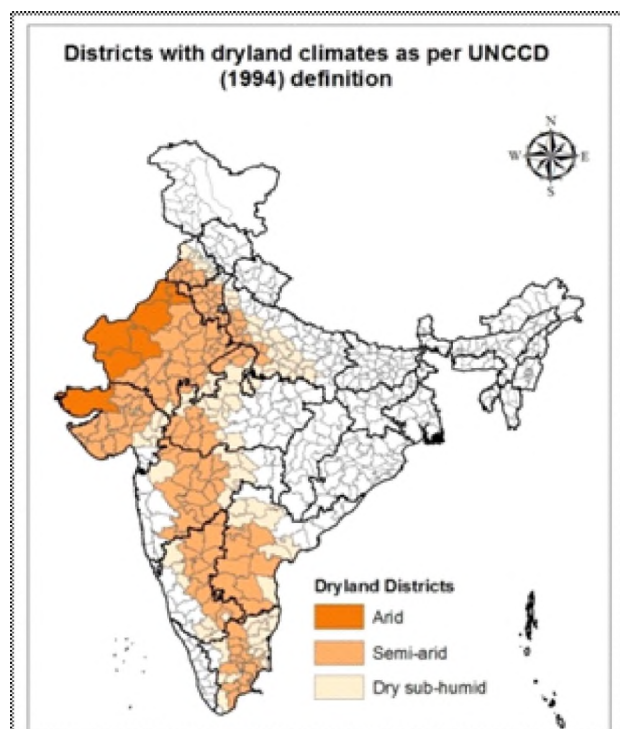 Districts with dryland climates as per UNCCD
(1994) definition
N
W
E
S
Dryland Districts
Arid
Semi-arid
Dry sub-humid